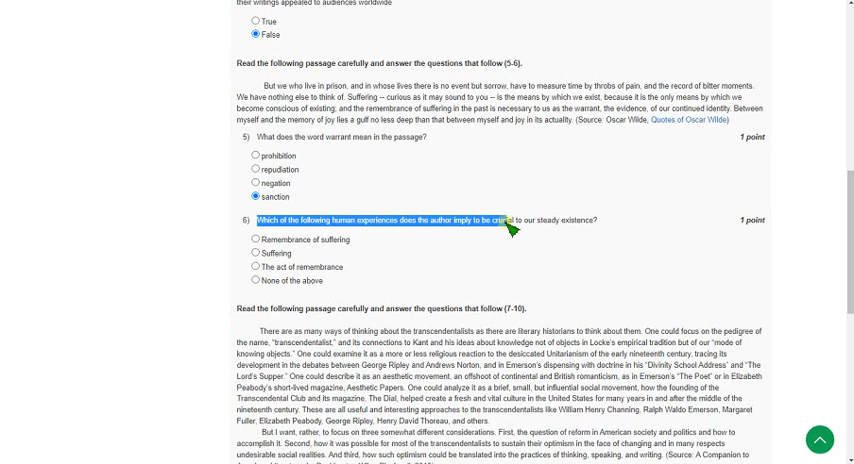 their writings appealed to audiences worldwide
True
False
Read the following passage carefully and answer the questions that follow (5-6).
But we who live in prison, and in whose lives there is no event but sorrow, have to measure time by throbs of pain, and the record of bitter moments.
We have nothing else to think of. Suffering -- curious as it may sound to you -- is the means by which we exist, because it is the only means by which we
become conscious of existing; and the remembrance of suffering in the past is necessary to us as the warrant, the evidence, of our continued identity. Between
myself and the memory of joy lies a gulf no less deep than that between myself and joy in its actuality. (Source: Oscar Wilde, Quotes of Oscar Wilde)
5) What does the word warrant mean in the passage? 1 point
prohibition
repudiation
negation
sanction
6) Which of the following human experiences does the author imply to be crucial to our steady existence? 1 point
Remembrance of suffering
Suffering
The act of remembrance
None of the above
Read the following passage carefully and answer the questions that follow (7-10).
There are as many ways of thinking about the transcendentalists as there are literary historians to think about them. One could focus on the pedigree of
the name, “transcendentalist,” and its connections to Kant and his ideas about knowledge not of objects in Locke’s empirical tradition but of our “mode of
knowing objects.” One could examine it as a more or less religious reaction to the desiccated Unitarianism of the early nineteenth century, tracing its
development in the debates between George Ripley and Andrews Norton, and in Emerson’s dispensing with doctrine in his “Divinity School Address” and “The
Lord’s Supper.” One could describe it as an aesthetic movement, an offshoot of continental and British romanticism, as in Emerson’s “The Poet” or in Elizabeth
Peabody’s short-lived magazine, Aesthetic Papers. One could analyze it as a brief, small, but influential social movement, how the founding of the
Transcendental Club and its magazine, The Dial, helped create a fresh and vital culture in the United States for many years in and after the middle of the
nineteenth century. These are all useful and interesting approaches to the transcendentalists like William Henry Channing, Ralph Waldo Emerson, Margaret
Fuller, Elizabeth Peabody, George Ripley, Henry David Thoreau, and others.
But I want, rather, to focus on three somewhat different considerations. First, the question of reform in American society and politics and how to
accomplish it. Second, how it was possible for most of the transcendentalists to sustain their optimism in the face of changing and in many respects
undesirable social realities. And third, how such optimism could be translated into the practices of thinking, speaking, and writing. (Source: A Companion to